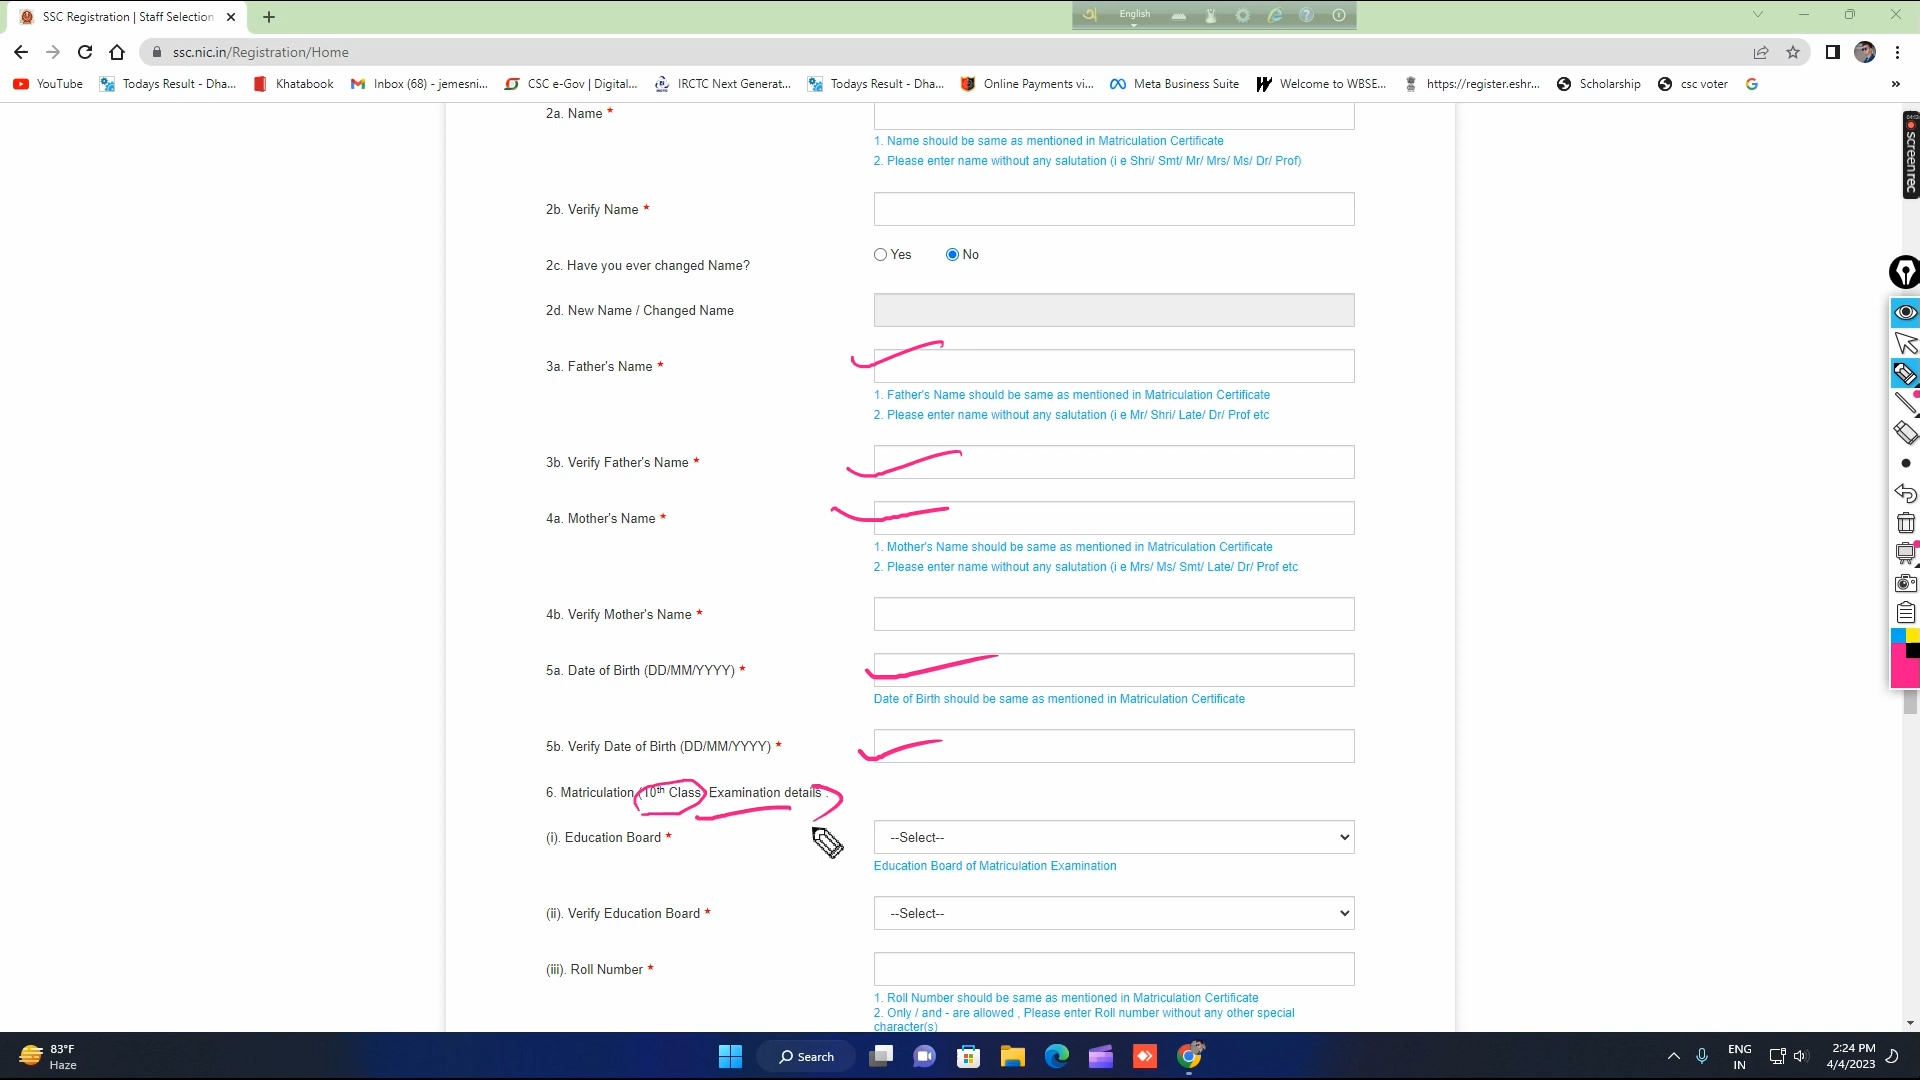 SSC Registration | Staff Selection
English
ssc.nic.in/Registration/Home
YouTube
Todays Result - Dha...
Khatabook
Inbox (68) - jemesni...
CSC e-Gov | Digital...
IRCTC Next Generat...
Todays Result - Dha...
Online Payments vi...
Meta Business Suite
Welcome to WBSE...
https://register.eshr...
Scholarship
csc voter
»
2a. Name *
1. Name should be same as mentioned in Matriculation Certificate
2. Please enter name without any salutation (i e Shri/ Smt/ Mr/ Mrs/ Ms/ Dr/ Prof)
2b. Verify Name *
2c. Have you ever changed Name?
Yes No
2d. New Name / Changed Name
3a. Father's Name *
1. Father's Name should be same as mentioned in Matriculation Certificate
2. Please enter name without any salutation (i e Mr/ Shri/ Late/ Dr/ Prof etc
3b. Verify Father's Name *
4a. Mother's Name *
1. Mother's Name should be same as mentioned in Matriculation Certificate
2. Please enter name without any salutation (i e Mrs/ Ms/ Smt/ Late/ Dr/ Prof etc
4b. Verify Mother's Name *
5a. Date of Birth (DD/MM/YYYY) *
Date of Birth should be same as mentioned in Matriculation Certificate
5b. Verify Date of Birth (DD/MM/YYYY) *
6. Matriculation (10th Class) Examination details :
(i). Education Board *
--Select--
Education Board of Matriculation Examination
(ii). Verify Education Board *
--Select--
(iii). Roll Number *
1. Roll Number should be same as mentioned in Matriculation Certificate
2. Only / and - are allowed , Please enter Roll number without any other special
character(s)
screenrec
83°F
Haze
Search
ENG
IN
2:24 PM
4/4/2023